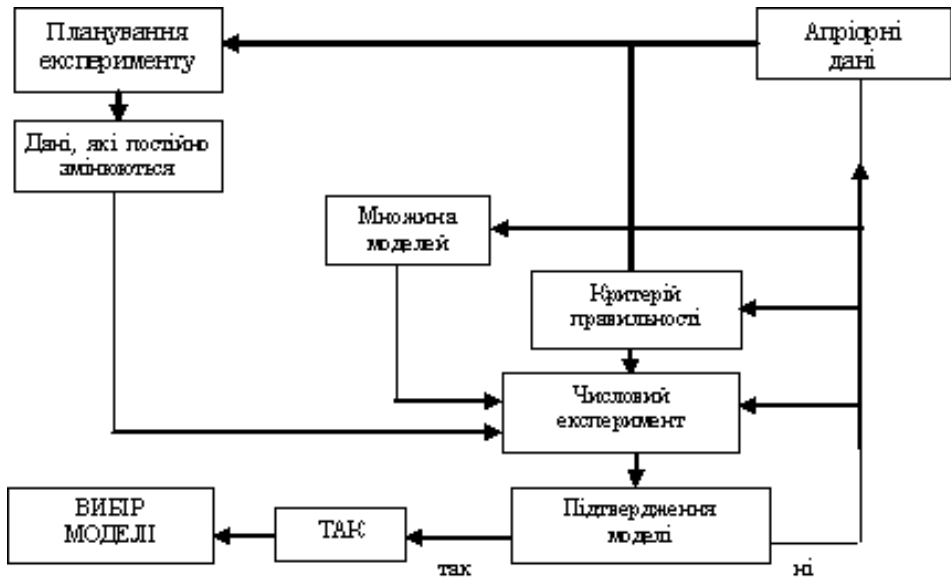 Планування
експерименту
Апріорні
дані
Дані, які постійно
змінюються
Множина
моделей
Критерій
правильності
Числовий
експеримент
Підтвердження
моделі
ВИБІР
МОДЕЛІ
ТАК
так
ні